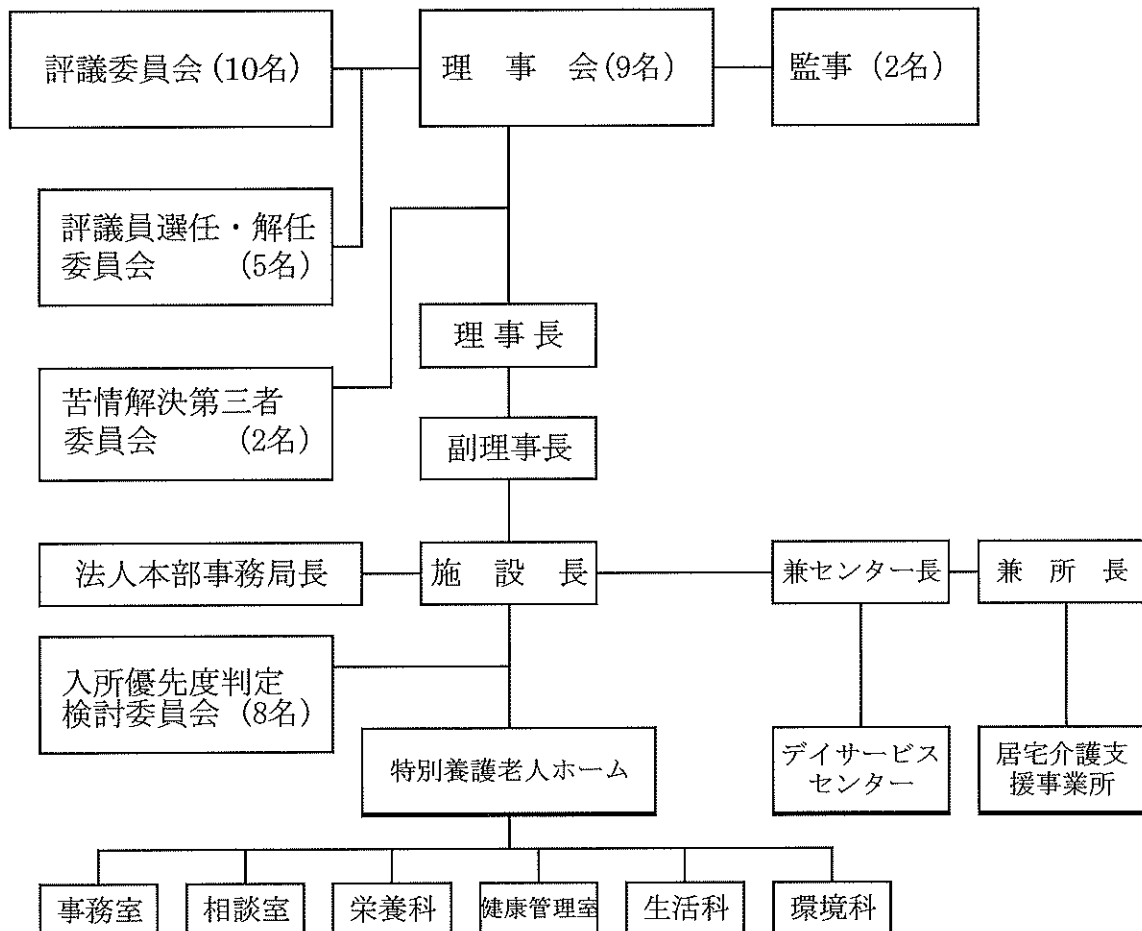 評議委員会 (10名)
理 事 会 (9名)
監事 (2名)
評議員選任・解任
委員会 (5名)
理 事 長
苦情解決第三者
委員会 (2名)
副理事長
法人本部事務局長
施 設 長
兼センター長
兼 所 長
入所優先度判定
検討委員会 (8名)
特別養護老人ホーム
デイサービス
センター
居宅介護支
援事業所
事務室
相談室
栄養科
健康管理室
生活科
環境科